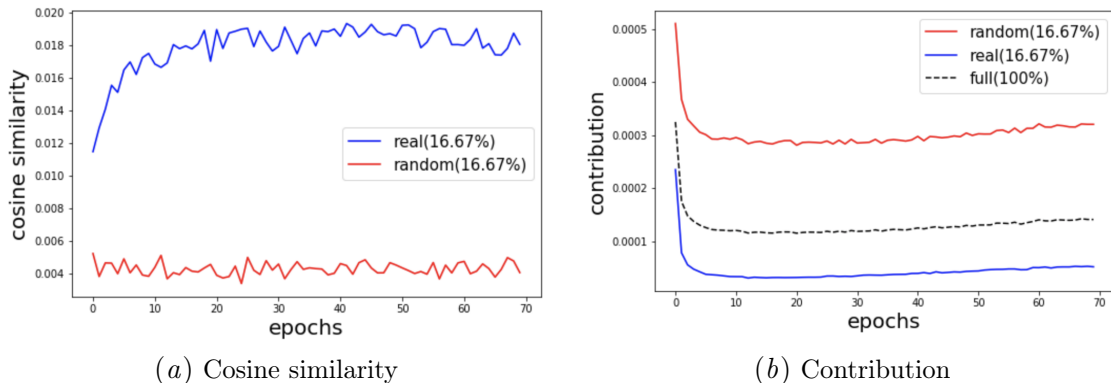 0.020
0.018
0.016
0.014
0.012
0.010
0.008
0.006
0.004
cosine similarity
real(16.67%)
random(16.67%)
0 10 20 30 40 50 60 70
epochs
(a) Cosine similarity
0.0005
0.0004
0.0003
0.0002
0.0001
contribution
random(16.67%)
real(16.67%)
full(100%)
0 10 20 30 40 50 60 70
epochs
(b) Contribution